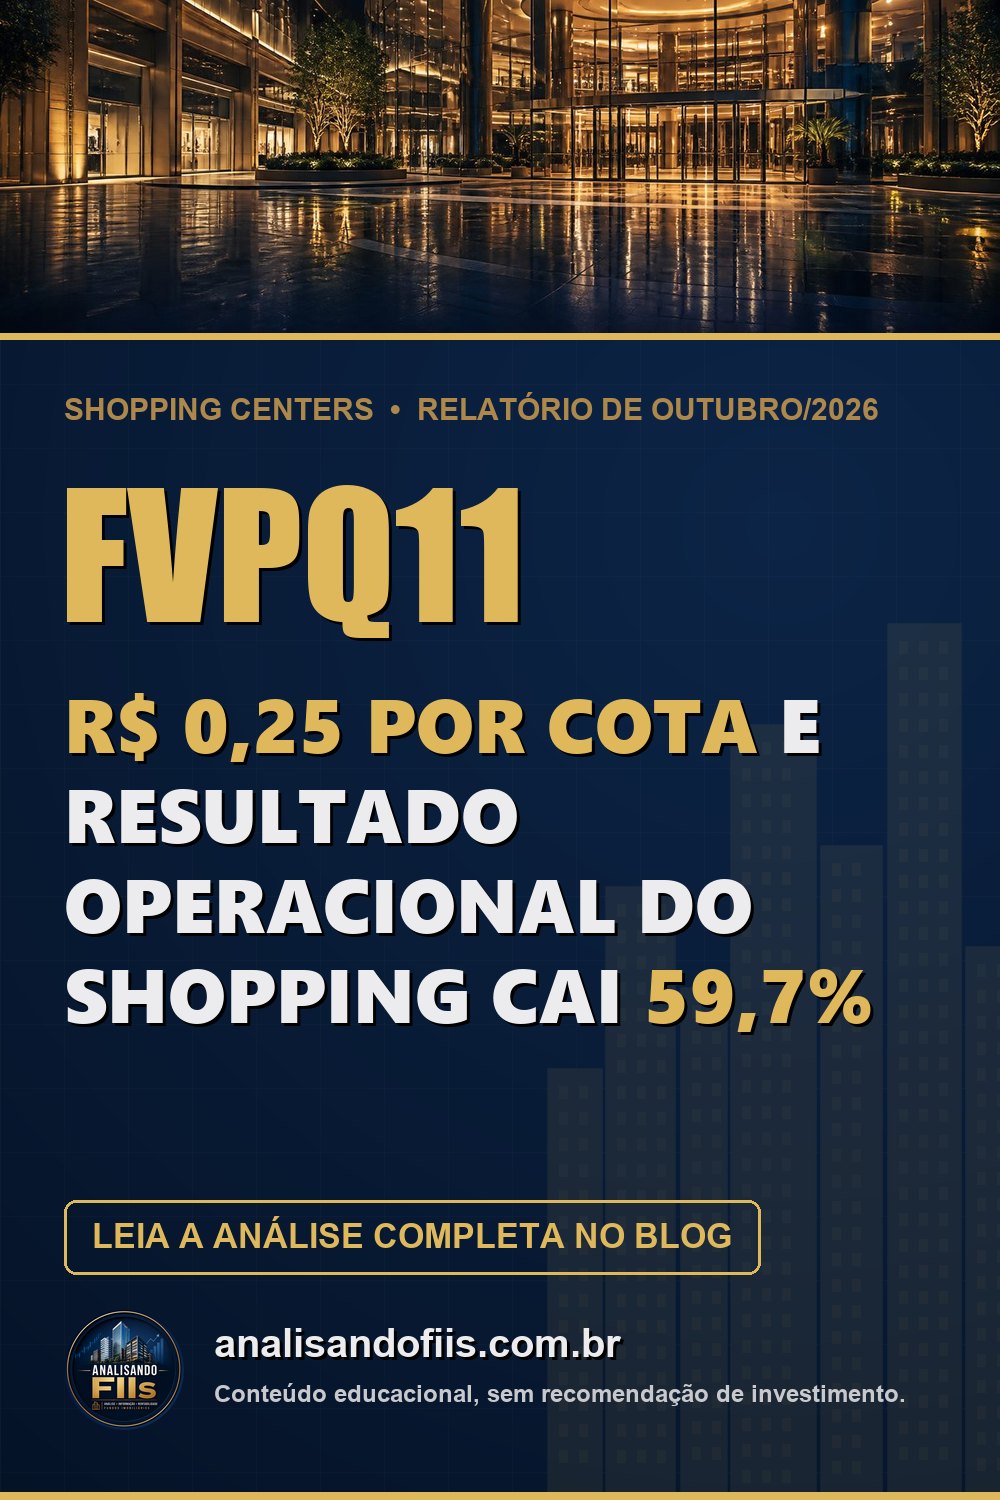 SHOPPING CENTERS • RELATÓRIO DE OUTUBRO/2026
FVPQ11
R$ 0,25 POR COTA E
RESULTADO
OPERACIONAL DO
SHOPPING CAI 59,7%
LEIA A ANÁLISE COMPLETA NO BLOG
ANALISANDO
FIIs
analisandofiis.com.br
Conteúdo educacional, sem recomendação de investimento.